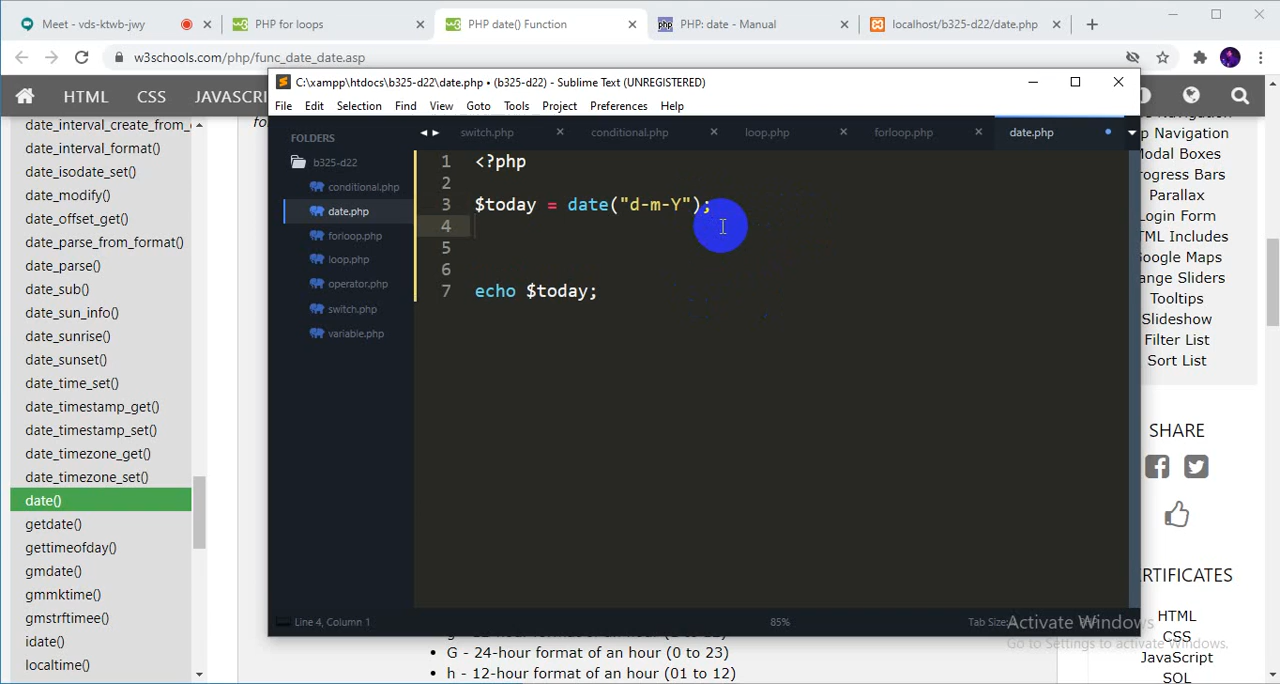 Meet - vds-ktwb-jwy
PHP for loops
PHP date() Function
PHP: date - Manual
localhost/b325-d22/date.php
w3schools.com/php/func_date_date.asp
HTML
CSS
JAVASCRI
date_interval_create_from_
date_interval_format()
date_isodate_set()
date_modify()
date_offset_get()
date_parse_from_format()
date_parse()
date_sub()
date_sun_info()
date_sunrise()
date_sunset()
date_time_set()
date_timestamp_get()
date_timestamp_set()
date_timezone_get()
date_timezone_set()
date()
getdate()
gettimeofday()
gmdate()
gmmktime()
gmstrftimee()
idate()
localtime()
C:\xampp\htdocs\b325-d22\date.php • (b325-d22) - Sublime Text (UNREGISTERED)
File Edit Selection Find View Goto Tools Project Preferences Help
FOLDERS
b325-d22
conditional.php
date.php
forloop.php
loop.php
operator.php
switch.php
variable.php
switch.php
conditional.php
loop.php
forloop.php
date.php
1 <?php
2
3 $today = date("d-m-Y");
4
5
6
7 echo $today;
Line 4, Column 1
85%
Tab Size:
p Navigation
odal Boxes
rogress Bars
Parallax
ogin Form
TML Includes
oogle Maps
ange Sliders
Tooltips
Slideshow
Filter List
Sort List
SHARE
ERTIFICATES
HTML
CSS
JavaScript
SQL
Activate Windows
Go to Settings to activate Windows.
• G - 24-hour format of an hour (0 to 23)
• h - 12-hour format of an hour (01 to 12)